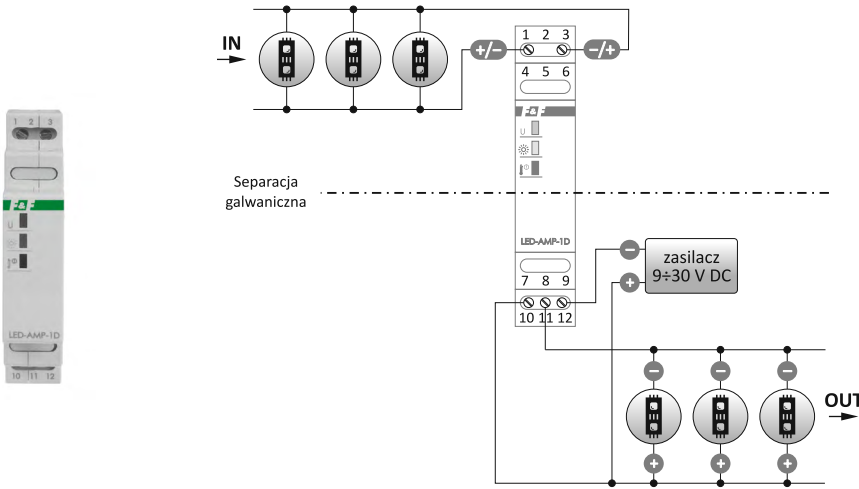 IN
+/–
–/+
1 2 3
4 5 6
F&F
U
Separacja
galwaniczna
LED-AMP-1D
7 8 9
10 11 12
–
+
zasilacz
9÷30 V DC
– – –
+ + +
OUT
1 2 3
F&F
U
LED-AMP-1D
10 11 12